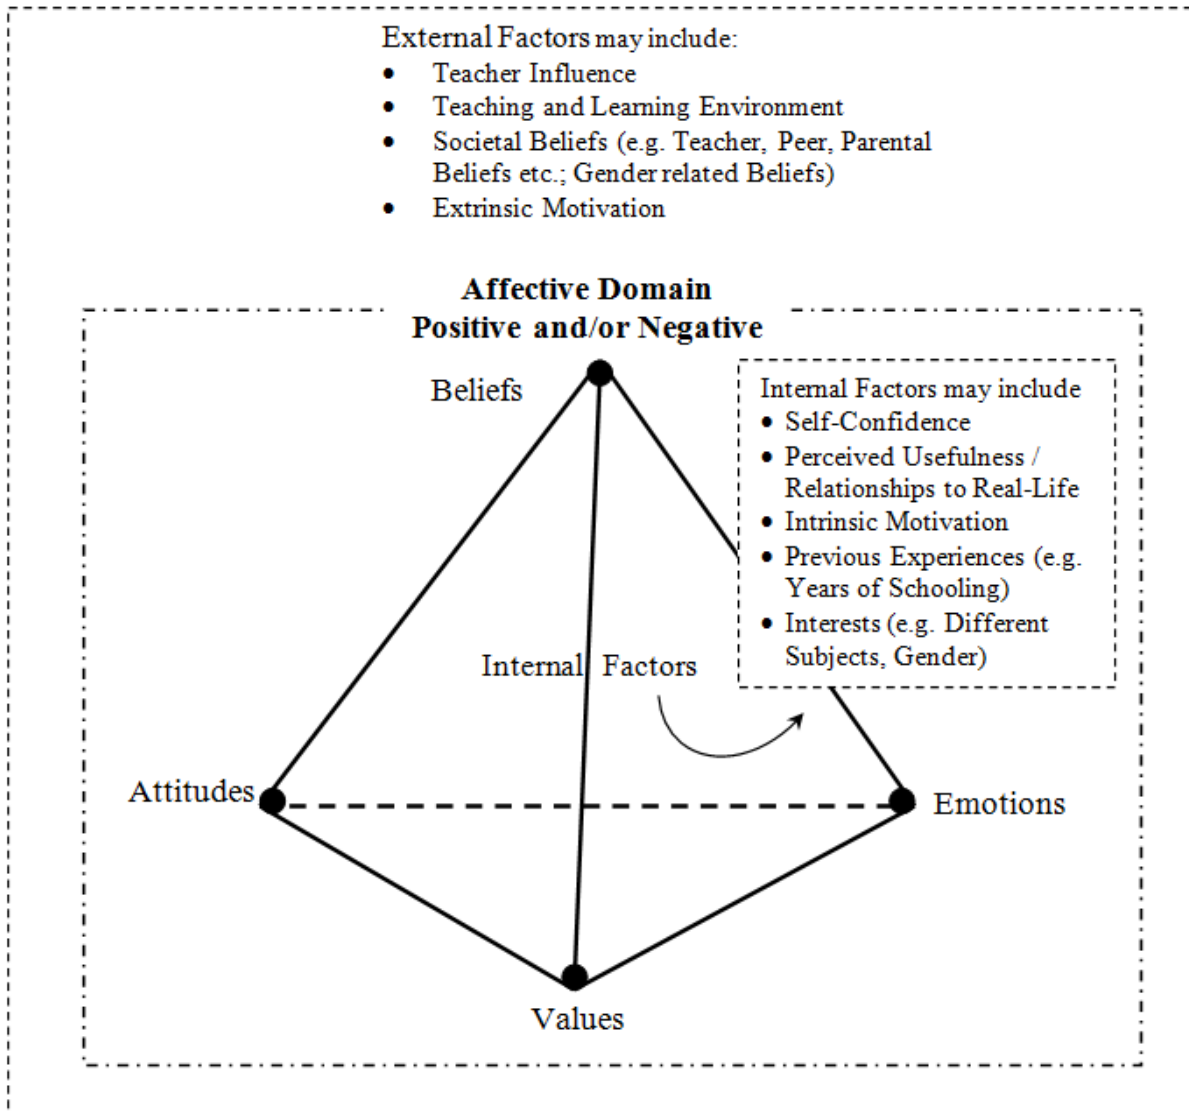 External Factors may include:
• Teacher Influence
• Teaching and Learning Environment
• Societal Beliefs (e.g. Teacher, Peer, Parental
Beliefs etc.; Gender related Beliefs)
• Extrinsic Motivation
Affective Domain
Positive and/or Negative
Beliefs
Internal Factors may include
• Self-Confidence
• Perceived Usefulness /
Relationships to Real-Life
• Intrinsic Motivation
• Previous Experiences (e.g.
Years of Schooling)
• Interests (e.g. Different
Subjects, Gender)
Internal Factors
Attitudes
Emotions
Values